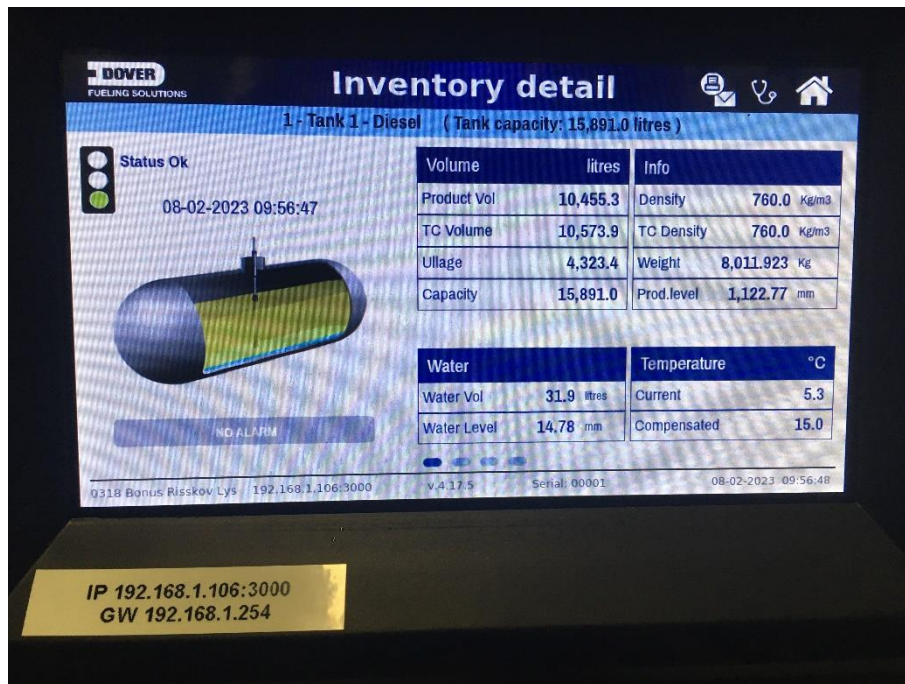 DOVER
FUELING SOLUTIONS
Inventory detail
1 - Tank 1 - Diesel ( Tank capacity: 15,891.0 litres )
Status Ok
08-02-2023 09:56:47
NO ALARM
Volume litres
Product Vol 10,455.3
TC Volume 10,573.9
Ullage 4,323.4
Capacity 15,891.0
Info
Density 760.0 Kg/m3
TC Density 760.0 Kg/m3
Weight 8,011.923 Kg
Prod.level 1,122.77 mm
Water
Water Vol 31.9 litres
Water Level 14.78 mm
Temperature °C
Current 5.3
Compensated 15.0
0318 Bonus Risskov Lys 192.168.1.106:3000 v.4.17.5 Serial: 00001 08-02-2023 09:56:48
IP 192.168.1.106:3000
GW 192.168.1.254